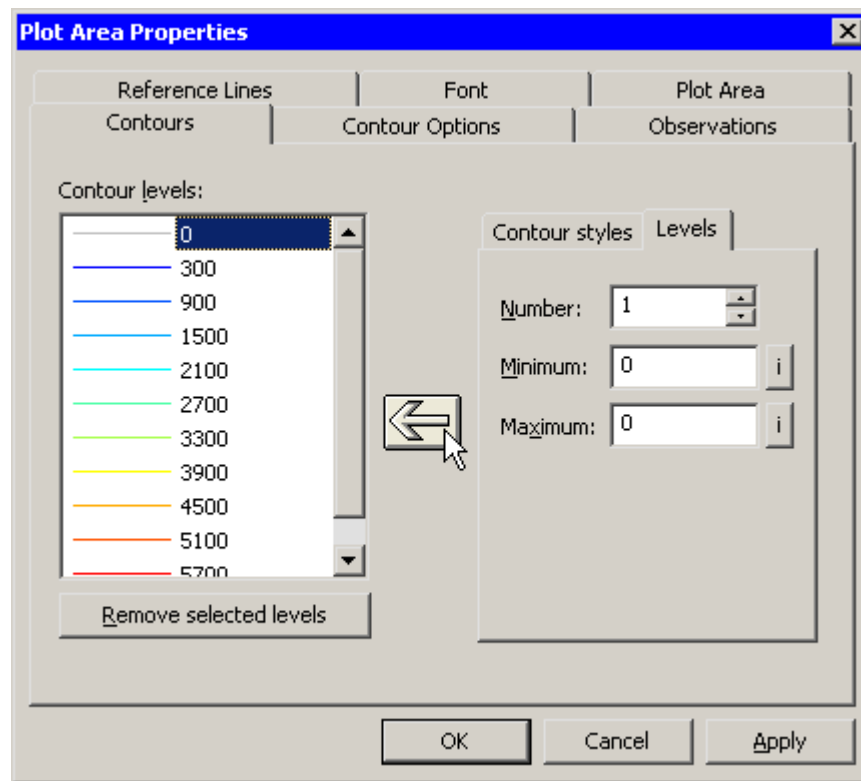 Plot Area Properties
Reference Lines
Font
Plot Area
Contours
Contour Options
Observations
Contour levels:
0
300
900
1500
2100
2700
3300
3900
4500
5100
5700
Remove selected levels
Contour styles
Levels
Number:
1
Minimum:
0
i
Maximum:
0
i
OK
Cancel
Apply